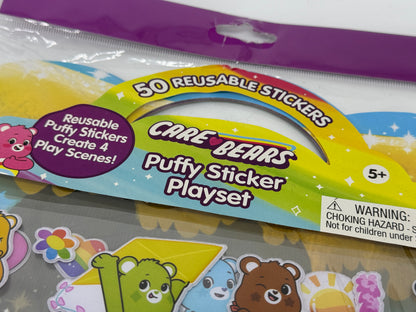 50 REUSABLE STICKERS
Reusable
Puffy Stickers
Create 4
Play Scenes!
CARE BEARS
Puffy Sticker
Playset
5+
WARNING:
CHOKING HAZARD - S
Not for children under